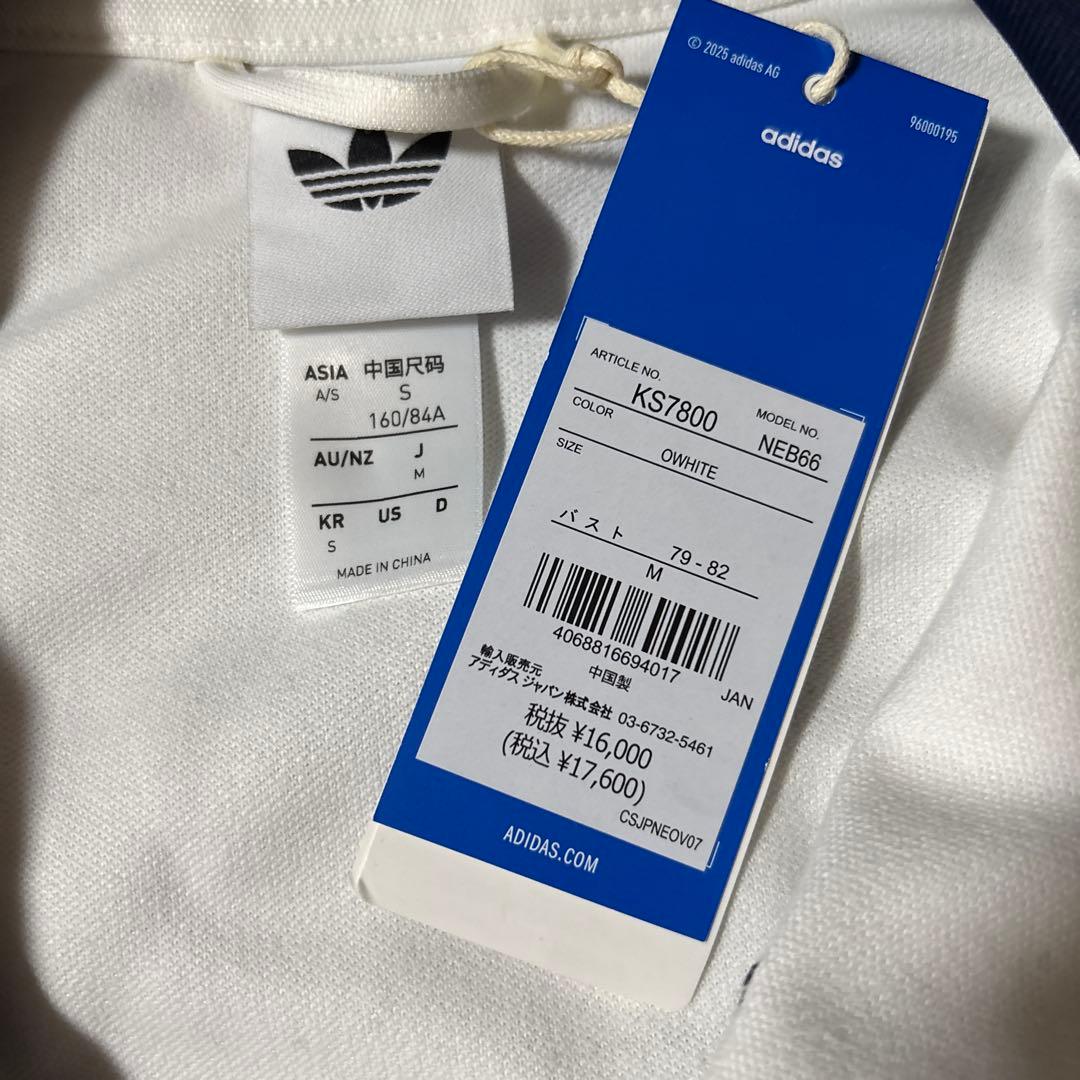 © 2025 adidas AG
96000195
adidas
ARTICLE NO.
KS7800
MODEL NO.
NEB66
COLOR
OWHITE
SIZE
バスト 79-82
M
4068816694017
中国製
JAN
輸入販売元
アディダス ジャパン株式会社 03-6732-5461
税抜 ¥16,000
(税込 ¥17,600)
CSJPNEOV07
ADIDAS.COM
ASIA 中国尺码
A/S S
160/84A
AU/NZ J
M
KR US D
S
MADE IN CHINA